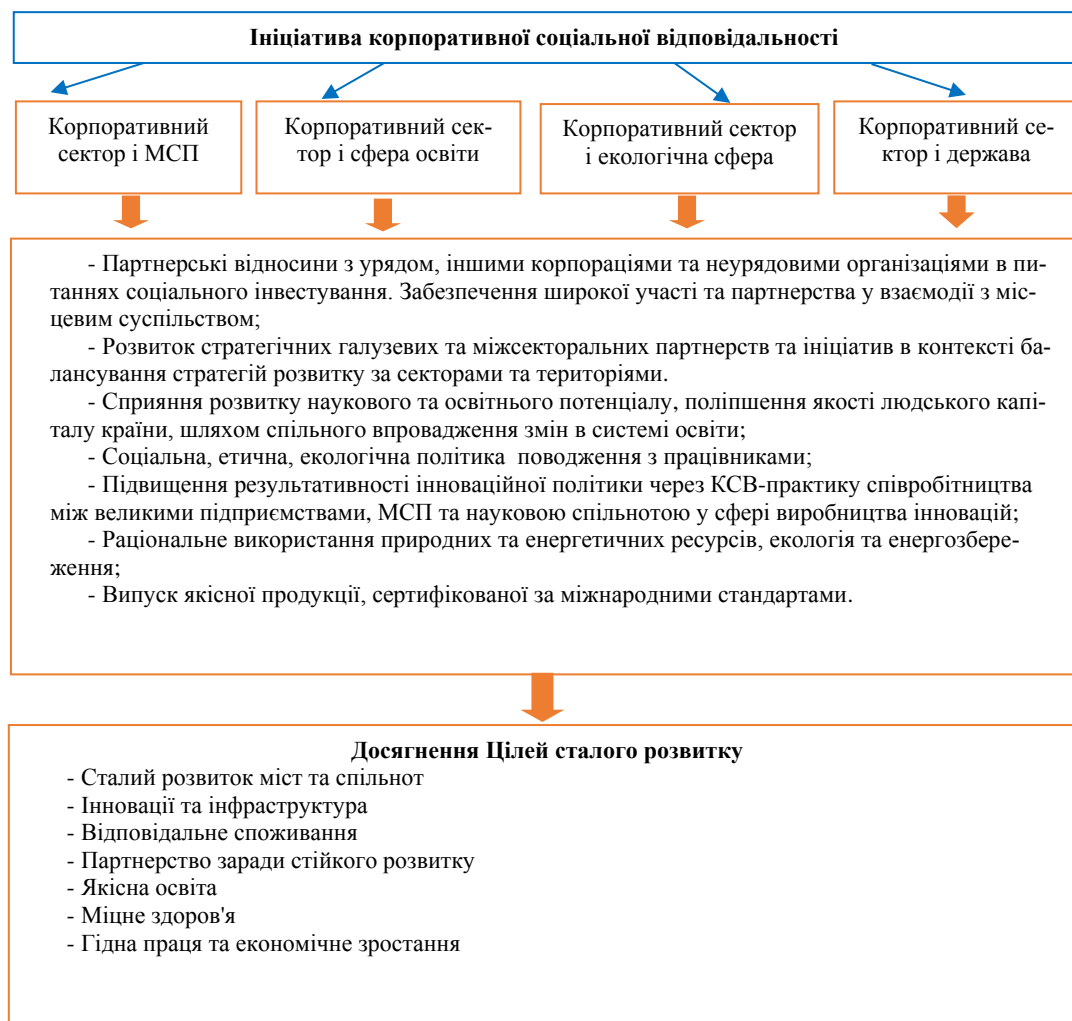 Ініціатива корпоративної соціальної відповідальності
Корпоративний
сектор і МСП
Корпоративний сек-
тор і сфера освіти
Корпоративний сектор
і екологічна сфера
Корпоративний се-
ктор і держава
- Партнерські відносини з урядом, іншими корпораціями та неурядовими організаціями в пи-
таннях соціального інвестування. Забезпечення широкої участі та партнерства у взаємодії з міс-
цевим суспільством;
- Розвиток стратегічних галузевих та міжсекторальних партнерств та ініціатив в контексті ба-
лансування стратегій розвитку за секторами та територіями.
- Сприяння розвитку наукового та освітнього потенціалу, поліпшення якості людського капі-
талу країни, шляхом спільного впровадження змін в системі освіти;
- Соціальна, етична, екологічна політика  поводження з працівниками;
- Підвищення результативності інноваційної політики через КСВ-практику співробітництва
між великими підприємствами, МСП та науковою спільнотою у сфері виробництва інновацій;
- Раціональне використання природних та енергетичних ресурсів, екологія та енергозбере-
ження;
- Випуск якісної продукції, сертифікованої за міжнародними стандартами.
Досягнення Цілей сталого розвитку
- Сталий розвиток міст та спільнот
- Інновації та інфраструктура
- Відповідальне споживання
- Партнерство заради стійкого розвитку
- Якісна освіта
- Міцне здоров'я
- Гідна праця та економічне зростання